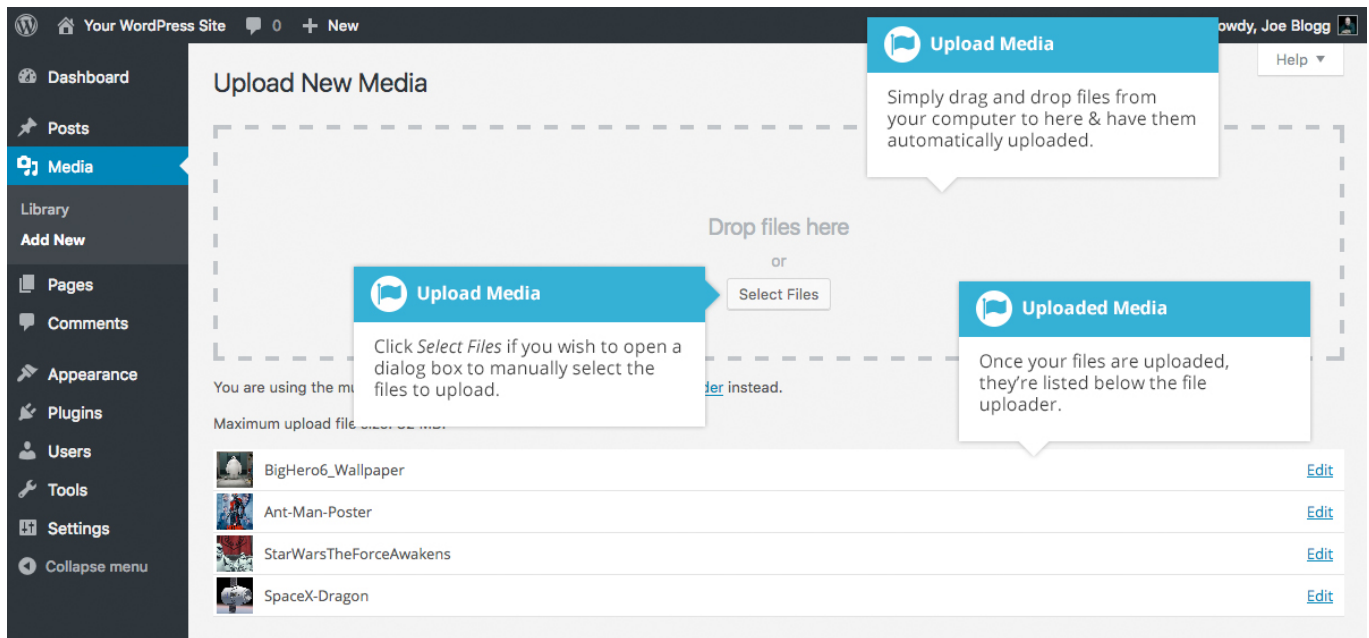 Your WordPress Site 0 + New
owdy, Joe Blogg
Help ▼
Dashboard
Posts
Media
Library
Add New
Pages
Comments
Appearance
Plugins
Users
Tools
Settings
Collapse menu
Upload New Media
Upload Media
Simply drag and drop files from
your computer to here & have them
automatically uploaded.
Drop files here
or
Select Files
Upload Media
Click Select Files if you wish to open a
dialog box to manually select the
files to upload.
Uploaded Media
Once your files are uploaded,
they’re listed below the file
uploader.
You are using the mu der instead.
Maximum upload file
BigHero6_Wallpaper Edit
Ant-Man-Poster Edit
StarWarsTheForceAwakens Edit
SpaceX-Dragon Edit